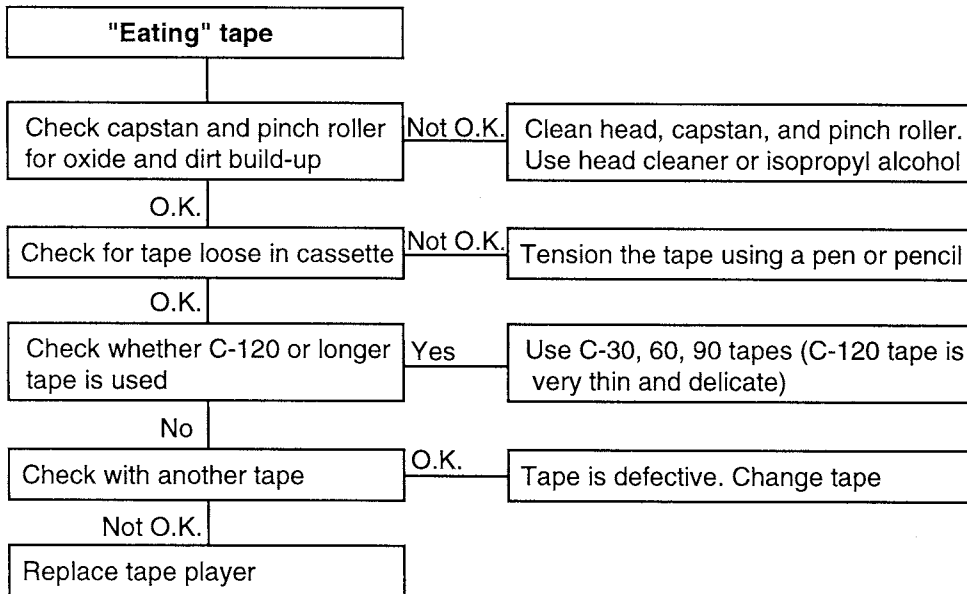 "Eating" tape
Check capstan and pinch roller
for oxide and dirt build-up
Not O.K.
Clean head, capstan, and pinch roller.
Use head cleaner or isopropyl alcohol
O.K.
Check for tape loose in cassette
Not O.K.
Tension the tape using a pen or pencil
O.K.
Check whether C-120 or longer
tape is used
Yes
Use C-30, 60, 90 tapes (C-120 tape is
very thin and delicate)
No
Check with another tape
O.K.
Tape is defective. Change tape
Not O.K.
Replace tape player